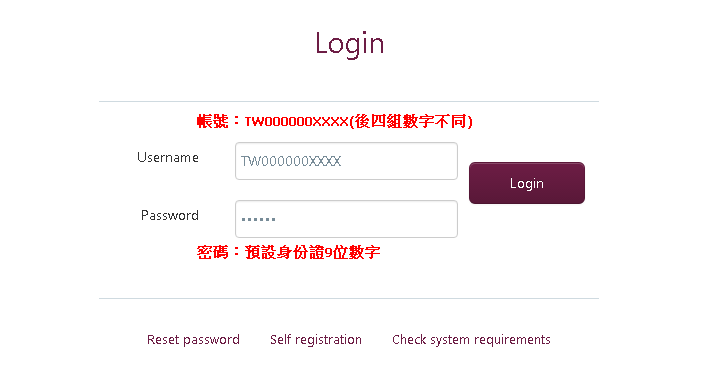 Login
帳號：TW000000XXXX(後四組數字不同)
Username
TW000000XXXX
Login
Password
••••••
密碼：預設身份證9位數字
Reset password Self registration Check system requirements